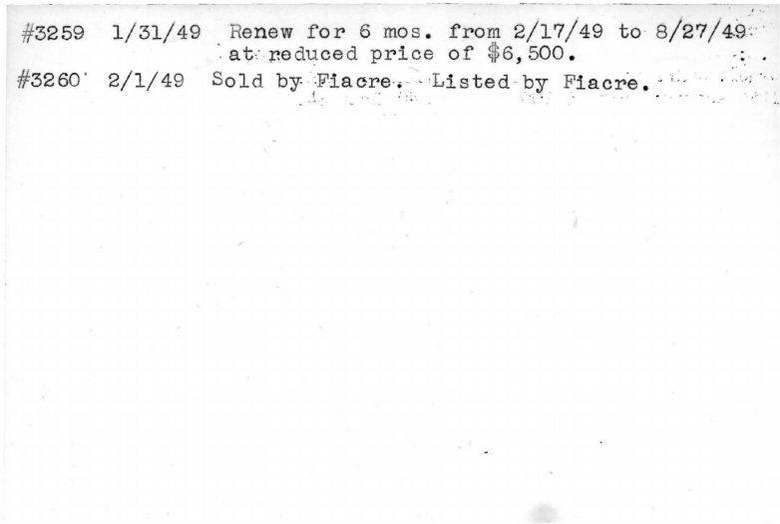 #3259 1/31/49 Renew for 6 mos. from 2/17/49 to 8/27/49
at reduced price of $6,500.
#3260 2/1/49 Sold by Fiacre. Listed by Fiacre.